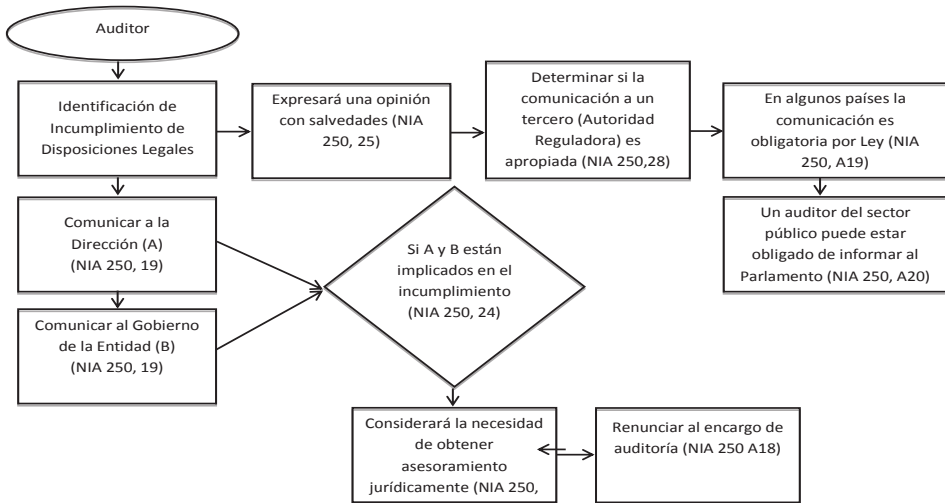 Auditor
Identificación de
Incumplimiento de
Disposiciones Legales
Expresará una opinión
con salvedades (NIA
250, 25)
Determinar si la
comunicación a un
tercero (Autoridad
Reguladora) es
apropiada (NIA 250,28)
En algunos países la
comunicación es
obligatoria por Ley (NIA
250, A19)
Un auditor del sector
público puede estar
obligado de informar al
Parlamento (NIA 250, A20)
Comunicar a la
Dirección (A)
(NIA 250, 19)
Comunicar al Gobierno
de la Entidad (B)
(NIA 250, 19)
Si A y B están
implicados en el
incumplimiento
(NIA 250, 24)
Considerará la necesidad
de obtener
asesoramiento
jurídicamente (NIA 250,
Renunciar al encargo de
auditoría (NIA 250 A18)